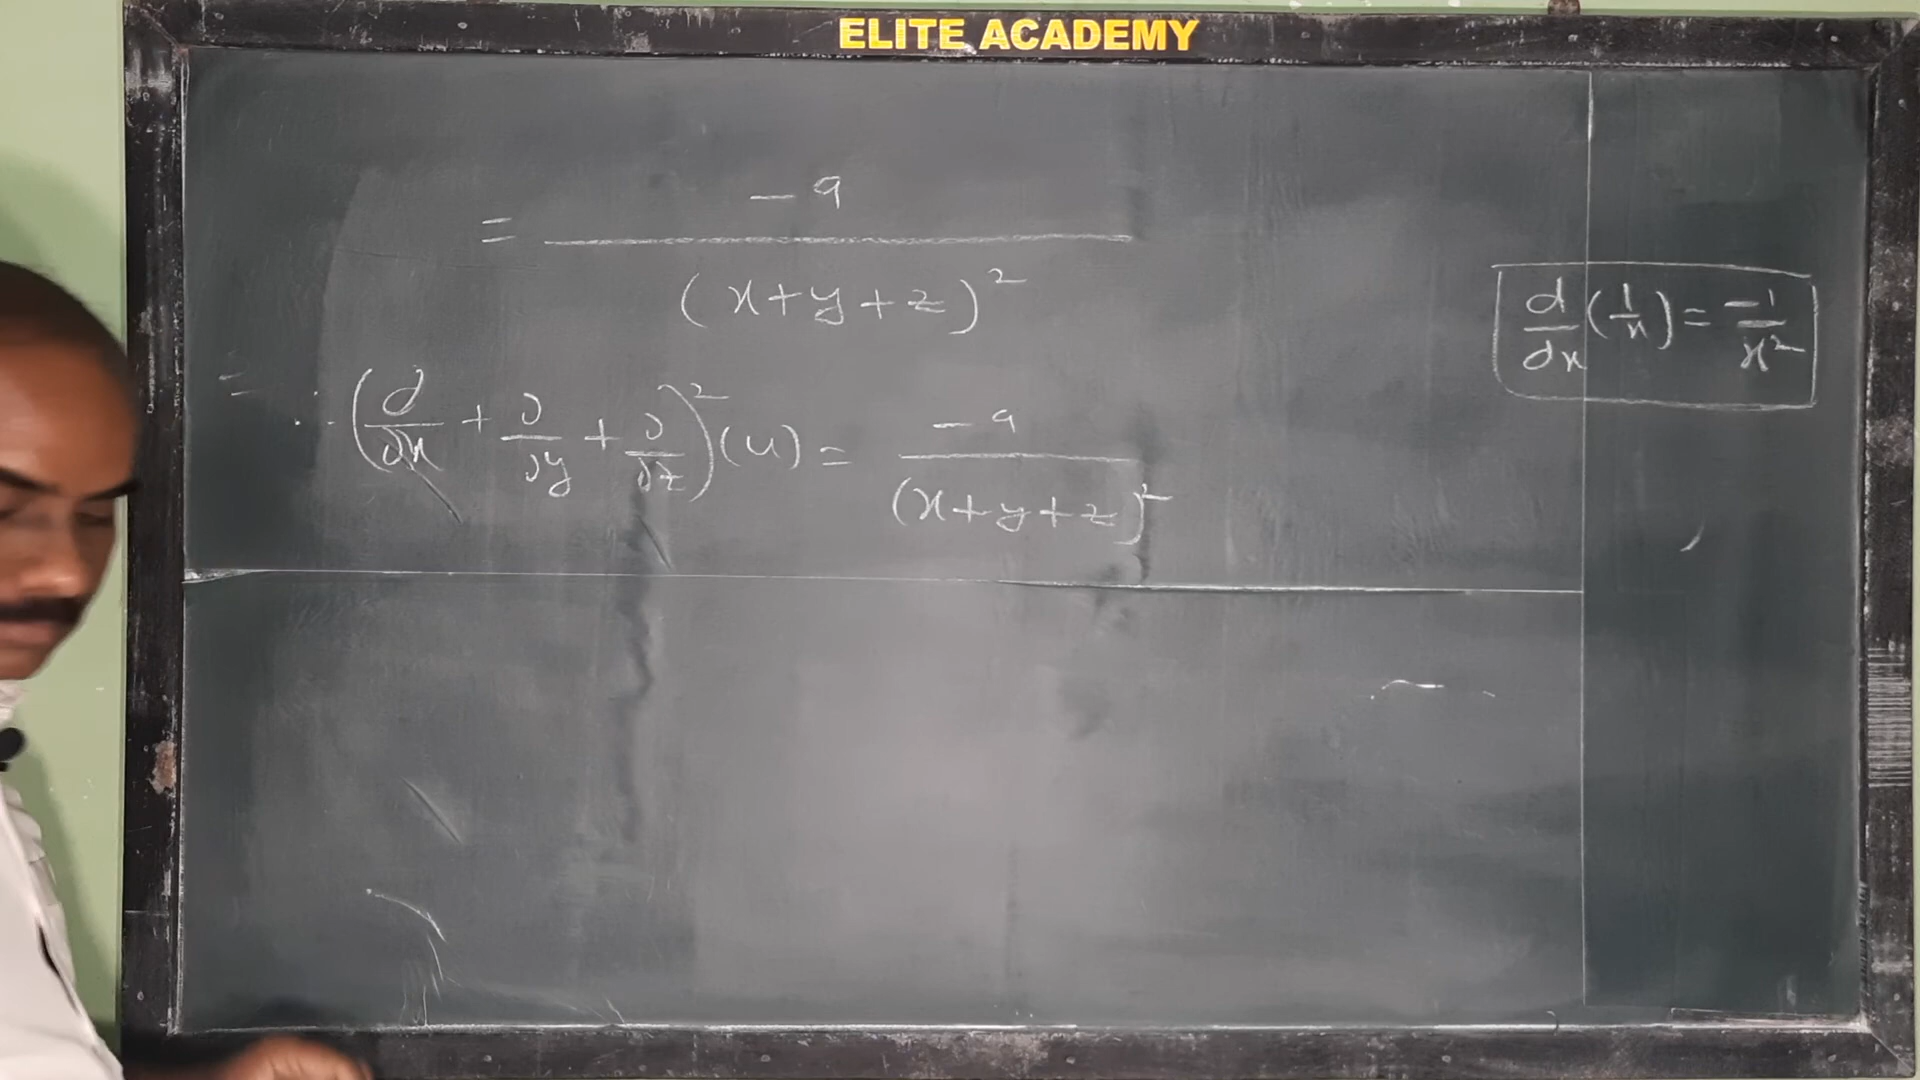 ELITE ACADEMY
= -9 / (x+y+z)²
d/dx (1/x) = -1/x²
= ∴ (∂/∂x + ∂/∂y + ∂/∂z)² (u) = -9 / (x+y+z)²